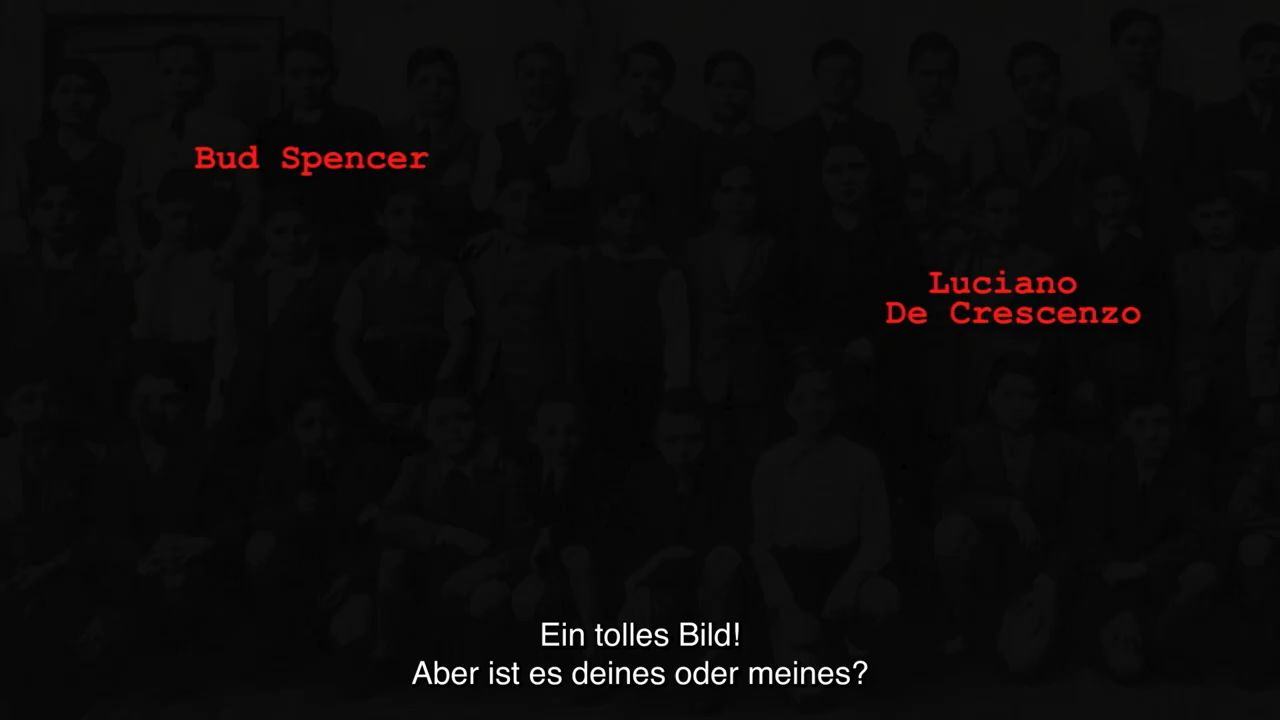 Bud Spencer
Luciano
De Crescenzo
Ein tolles Bild!
Aber ist es deines oder meines?